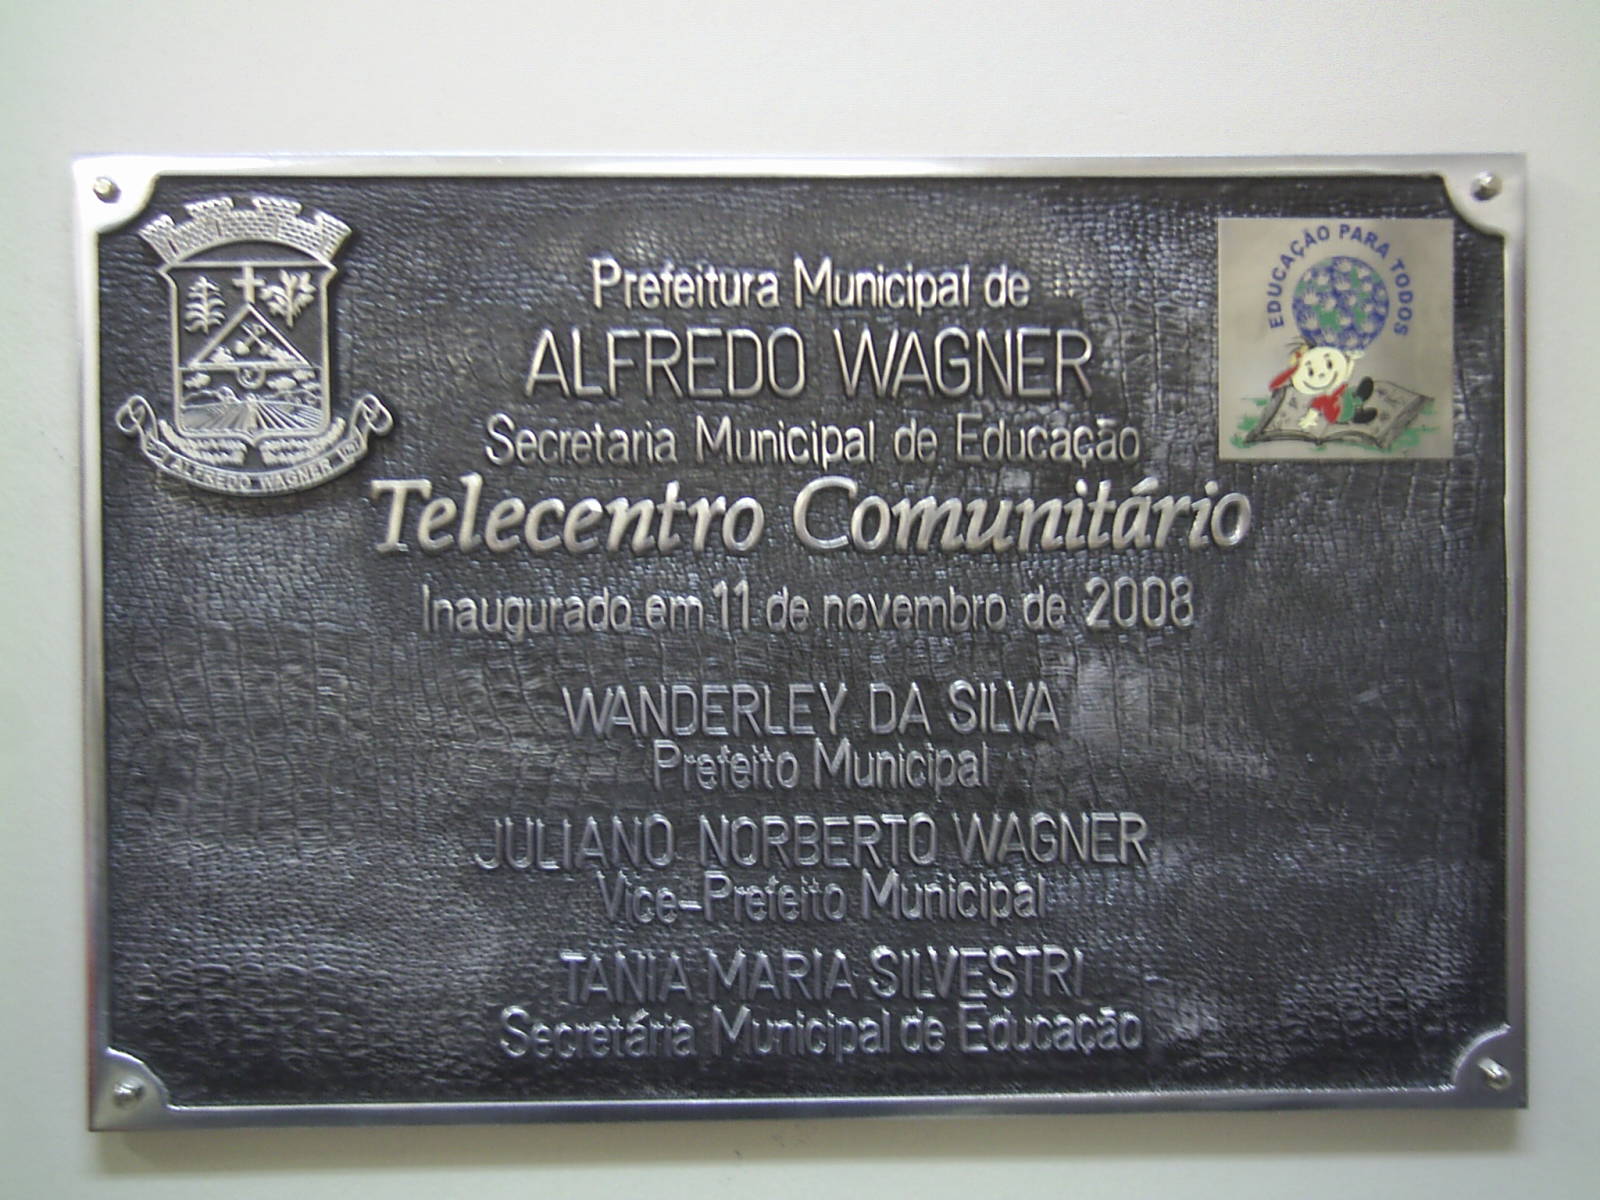 Prefeitura Municipal de
ALFREDO WAGNER
Secretaria Municipal de Educação
Telecentro Comunitário
Inaugurado em 11 de novembro de 2008
WANDERLEY DA SILVA
Prefeito Municipal
JULIANO NORBERTO WAGNER
Vice-Prefeito Municipal
TANIA MARIA SILVESTRI
Secretária Municipal de Educação
ALFREDO WAGNER
EDUCAÇÃO PARA TODOS